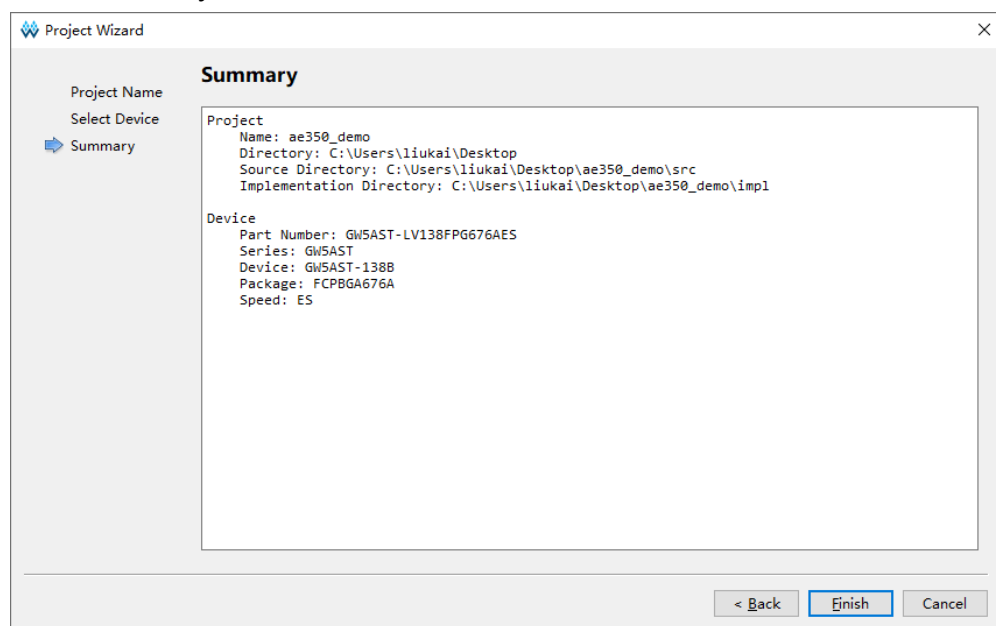 Project Wizard
Project Name
Select Device
Summary
Summary
Project
Name: ae350_demo
Directory: C:\Users\liukai\Desktop
Source Directory: C:\Users\liukai\Desktop\ae350_demo\src
Implementation Directory: C:\Users\liukai\Desktop\ae350_demo\impl
Device
Part Number: GW5AST-LV138FPG676AES
Series: GW5AST
Device: GW5AST-138B
Package: FCPBGA676A
Speed: ES
< Back
Finish
Cancel